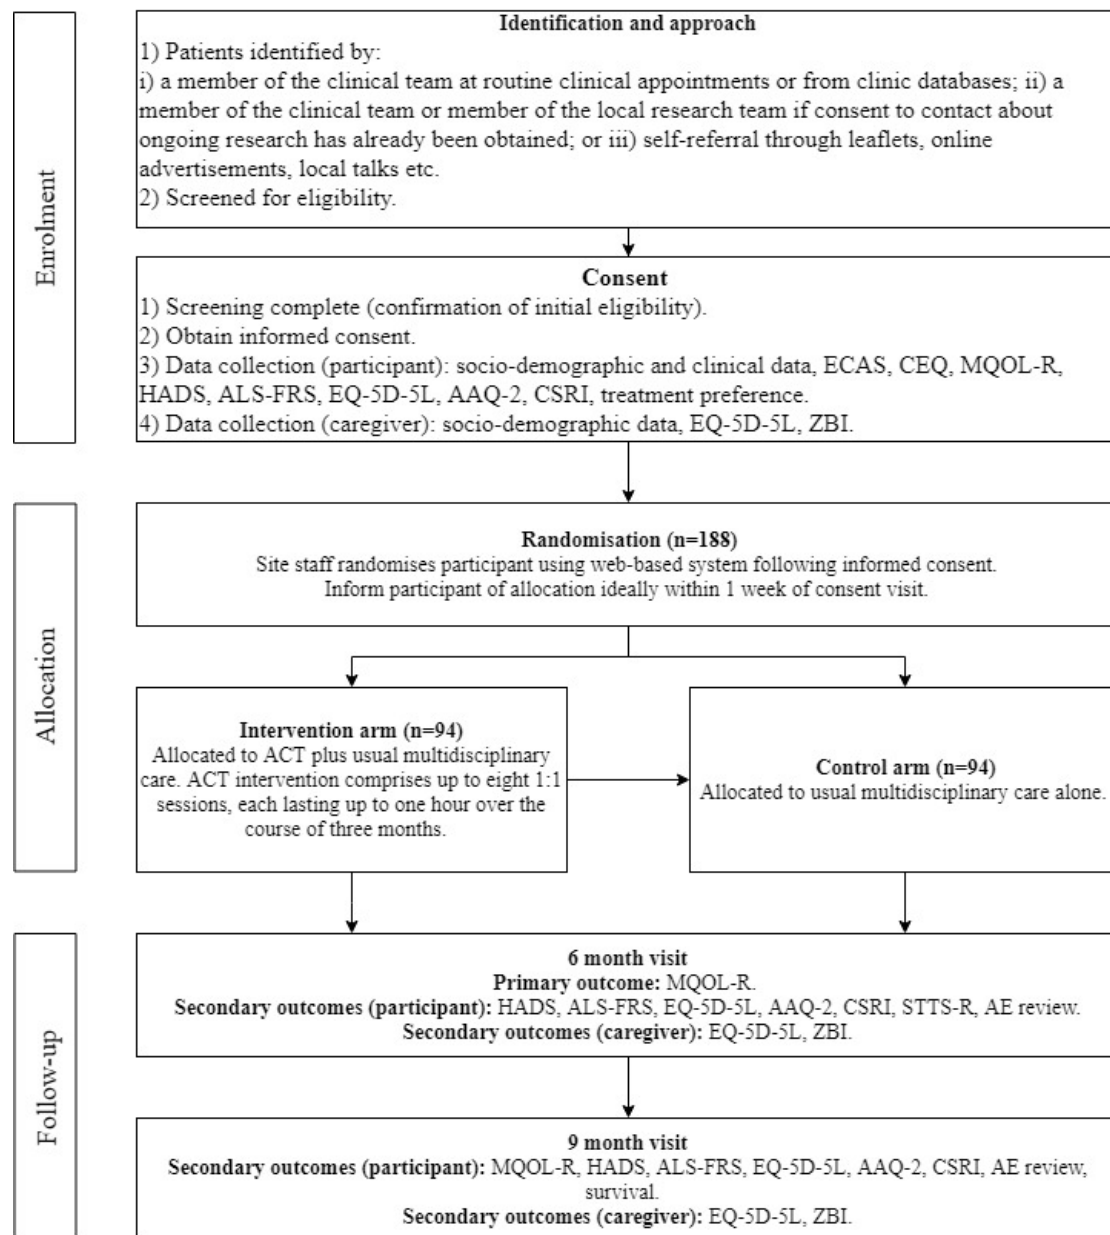 Enrolment
Identification and approach
1) Patients identified by:
i) a member of the clinical team at routine clinical appointments or from clinic databases; ii) a
member of the clinical team or member of the local research team if consent to contact about
ongoing research has already been obtained; or iii) self-referral through leaflets, online
advertisements, local talks etc.
2) Screened for eligibility.
Consent
1) Screening complete (confirmation of initial eligibility).
2) Obtain informed consent.
3) Data collection (participant): socio-demographic and clinical data, ECAS, CEQ, MQOL-R,
HADS, ALS-FRS, EQ-5D-5L, AAQ-2, CSRI, treatment preference.
4) Data collection (caregiver): socio-demographic data, EQ-5D-5L, ZBI.
Allocation
Randomisation (n=188)
Site staff randomises participant using web-based system following informed consent.
Inform participant of allocation ideally within 1 week of consent visit.
Intervention arm (n=94)
Allocated to ACT plus usual multidisciplinary
care. ACT intervention comprises up to eight 1:1
sessions, each lasting up to one hour over the
course of three months.
Control arm (n=94)
Allocated to usual multidisciplinary care alone.
Follow-up
6 month visit
Primary outcome: MQOL-R.
Secondary outcomes (participant): HADS, ALS-FRS, EQ-5D-5L, AAQ-2, CSRI, STTS-R, AE review.
Secondary outcomes (caregiver): EQ-5D-5L, ZBI.
9 month visit
Secondary outcomes (participant): MQOL-R, HADS, ALS-FRS, EQ-5D-5L, AAQ-2, CSRI, AE review,
survival.
Secondary outcomes (caregiver): EQ-5D-5L, ZBI.